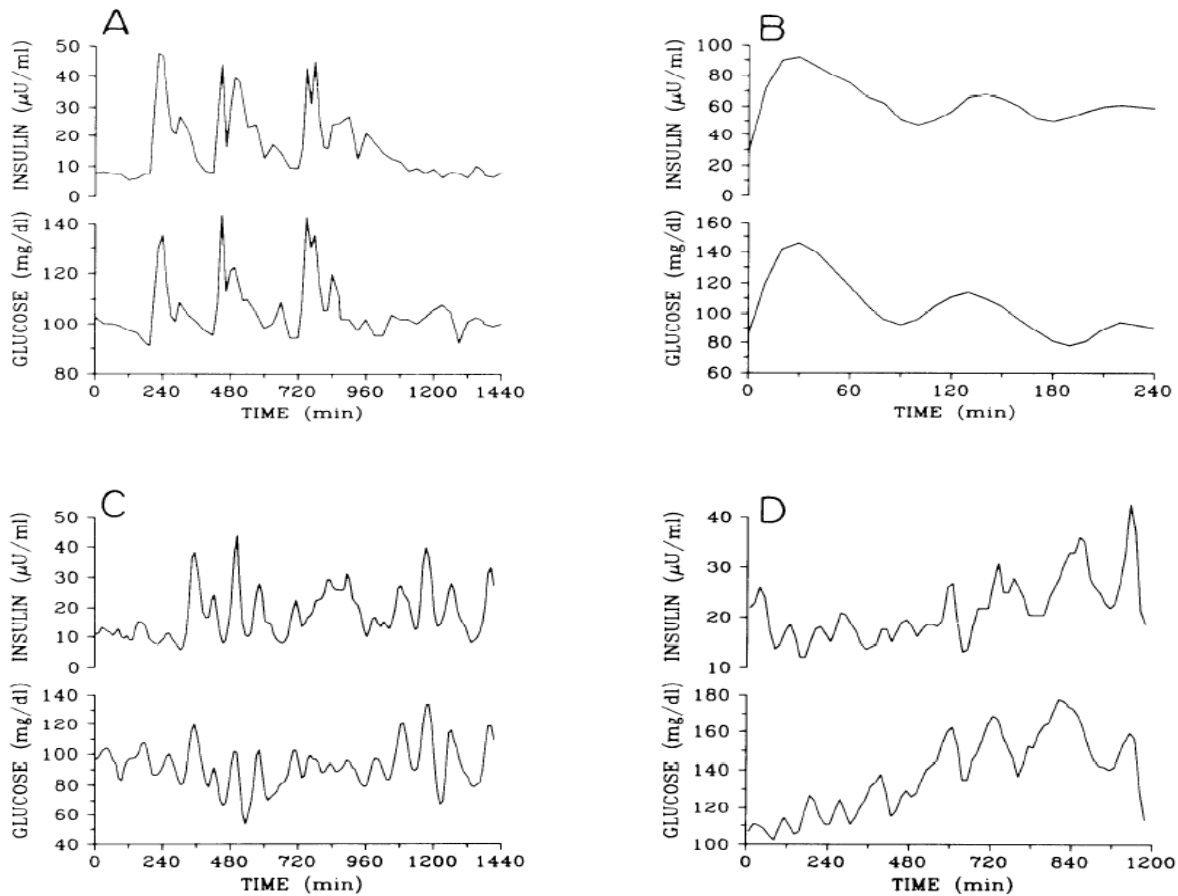 A
INSULIN (μU/ml)
50
40
30
20
10
0
GLUCOSE (mg/dl)
140
120
100
80
0 240 480 720 960 1200 1440
TIME (min)
B
INSULIN (μU/ml)
100
80
60
40
20
0
GLUCOSE (mg/dl)
160
140
120
100
80
60
0 60 120 180 240
TIME (min)
C
INSULIN (μU/ml)
50
40
30
20
10
0
GLUCOSE (mg/dl)
140
120
100
80
60
40
0 240 480 720 960 1200 1440
TIME (min)
D
INSULIN (μU/ml)
40
30
20
10
GLUCOSE (mg/dl)
180
160
140
120
100
0 240 480 720 840 1200
TIME (min)